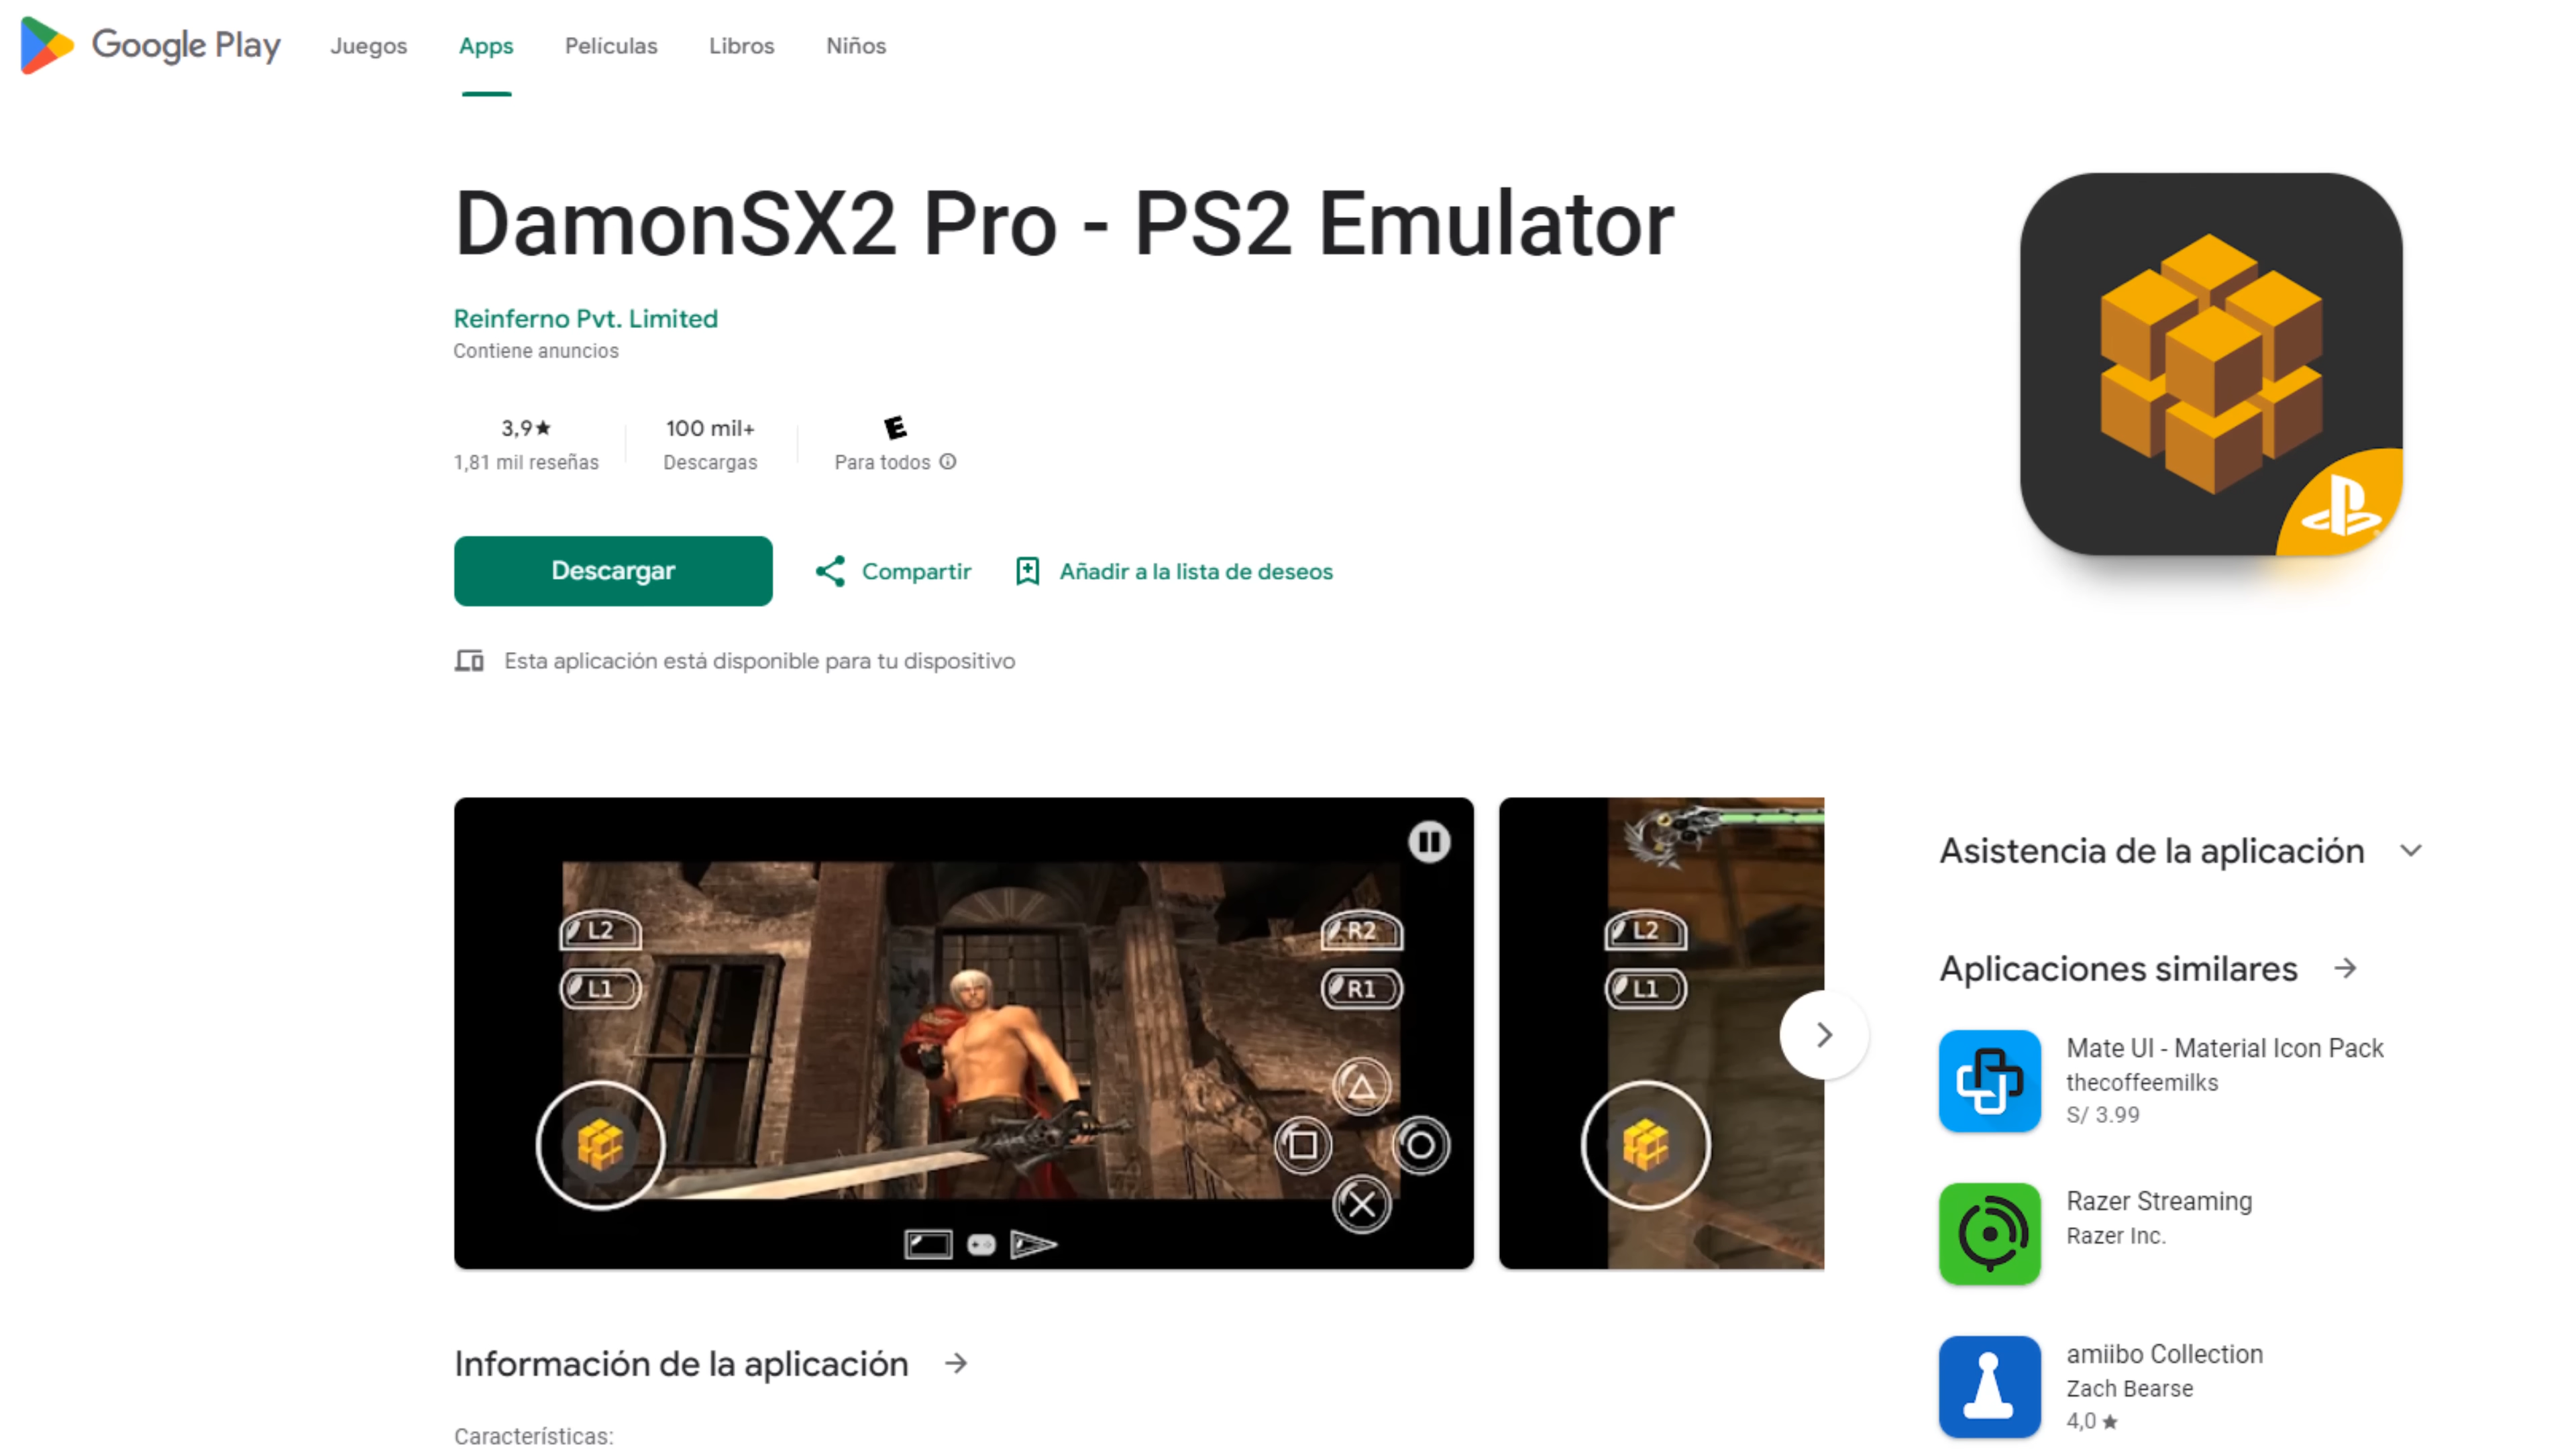 Google Play
Juegos
Apps
Películas
Libros
Niños
DamonSX2 Pro - PS2 Emulator
Reinferno Pvt. Limited
Contiene anuncios
3,9★
1,81 mil reseñas
100 mil+
Descargas
E
Para todos
Descargar
Compartir
Añadir a la lista de deseos
Esta aplicación está disponible para tu dispositivo
L2
L1
R2
R1
L2
L1
Asistencia de la aplicación
Aplicaciones similares
Mate UI - Material Icon Pack
thecoffeemilks
S/ 3.99
Razer Streaming
Razer Inc.
amiibo Collection
Zach Bearse
4,0 ★
Información de la aplicación
Características: